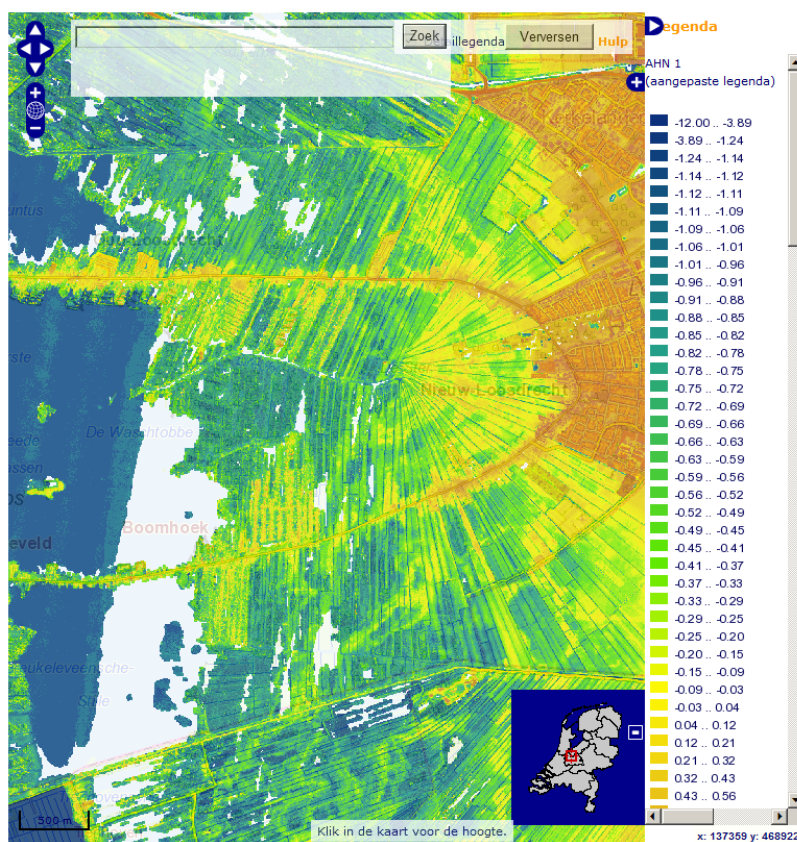 Zoek
illegenda
Verversen
Hulp
egenda
AHN 1
(aangepaste legenda)
-12.00 .. -3.89
-3.89 .. -1.24
-1.24 .. -1.14
-1.14 .. -1.12
-1.12 .. -1.11
-1.11 .. -1.09
-1.09 .. -1.06
-1.06 .. -1.01
-1.01 .. -0.96
-0.96 .. -0.91
-0.91 .. -0.88
-0.88 .. -0.85
-0.85 .. -0.82
-0.82 .. -0.78
-0.78 .. -0.75
-0.75 .. -0.72
-0.72 .. -0.69
-0.69 .. -0.66
-0.66 .. -0.63
-0.63 .. -0.59
-0.59 .. -0.56
-0.56 .. -0.52
-0.52 .. -0.49
-0.49 .. -0.45
-0.45 .. -0.41
-0.41 .. -0.37
-0.37 .. -0.33
-0.33 .. -0.29
-0.29 .. -0.25
-0.25 .. -0.20
-0.20 .. -0.15
-0.15 .. -0.09
-0.09 .. -0.03
-0.03 .. 0.04
0.04 .. 0.12
0.12 .. 0.21
0.21 .. 0.32
0.32 .. 0.43
0.43 .. 0.56
Nieuw-Loosdrecht
De Waschtobbe
Boomhoek
eveld
eukeleveensche-
Stille
500 m
Klik in de kaart voor de hoogte.
x: 137359 y: 468922